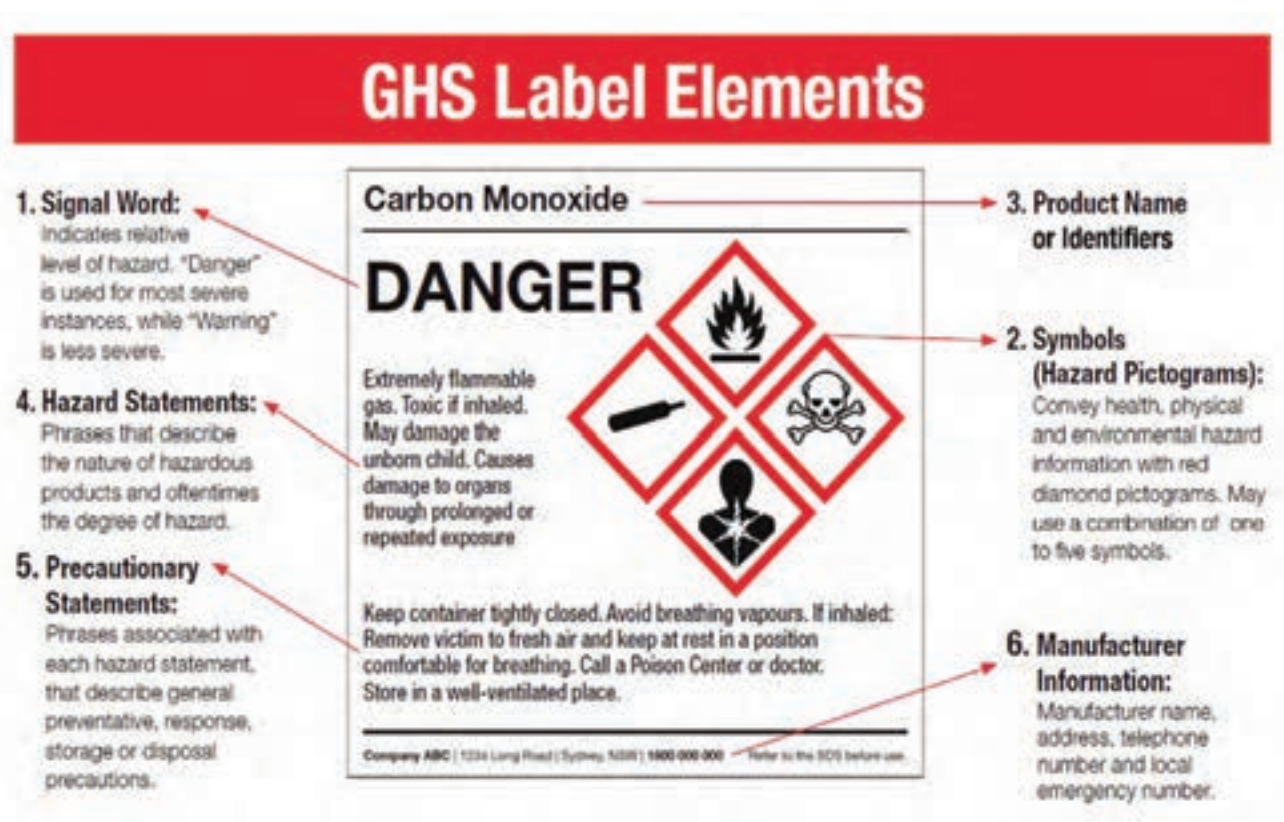 GHS Label Elements
1. Signal Word:
Indicates relative
level of hazard. "Danger"
is used for most severe
instances, while "Warning"
is less severe.
4. Hazard Statements:
Phrases that describe
the nature of hazardous
products and oftentimes
the degree of hazard.
5. Precautionary
Statements:
Phrases associated with
each hazard statement,
that describe general
preventative, response,
storage or disposal
precautions.
Carbon Monoxide
DANGER
Extremely flammable
gas. Toxic if inhaled.
May damage the
unborn child. Causes
damage to organs
through prolonged or
repeated exposure
Keep container tightly closed. Avoid breathing vapours. If inhaled:
Remove victim to fresh air and keep at rest in a position
comfortable for breathing. Call a Poison Center or doctor.
Store in a well-ventilated place.
Company ABC | 1234 Long Road | Sydney, NSW | 1800 000 000 Refer to the SDS before use
3. Product Name
or Identifiers
2. Symbols
(Hazard Pictograms):
Convey health, physical
and environmental hazard
information with red
diamond pictograms. May
use a combination of one
to five symbols.
6. Manufacturer
Information:
Manufacturer name,
address, telephone
number and local
emergency number.